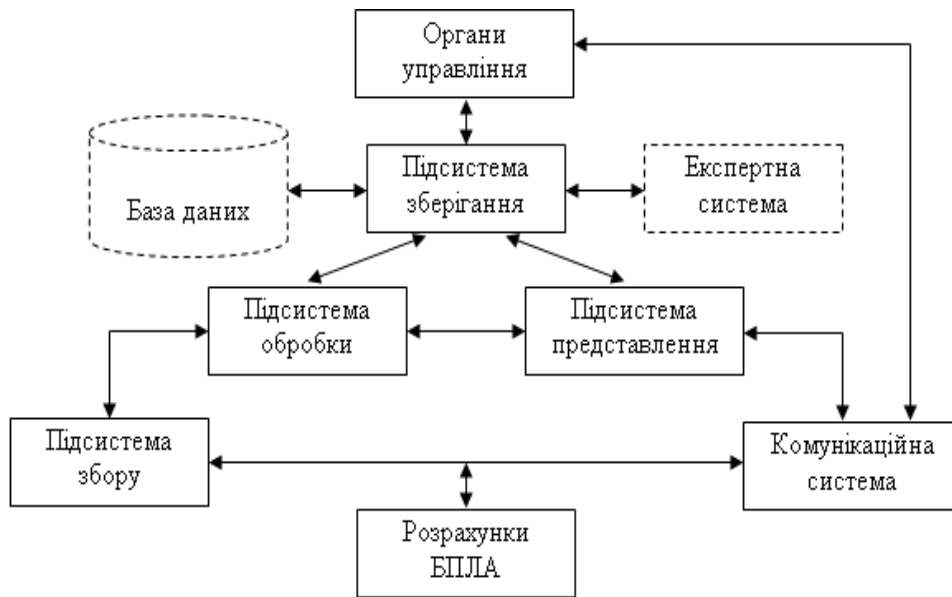 Органи
управління
База даних
Підсистема
зберігання
Експертна
система
Підсистема
обробки
Підсистема
представлення
Підсистема
збору
Комунікаційна
система
Розрахунки
БПЛА